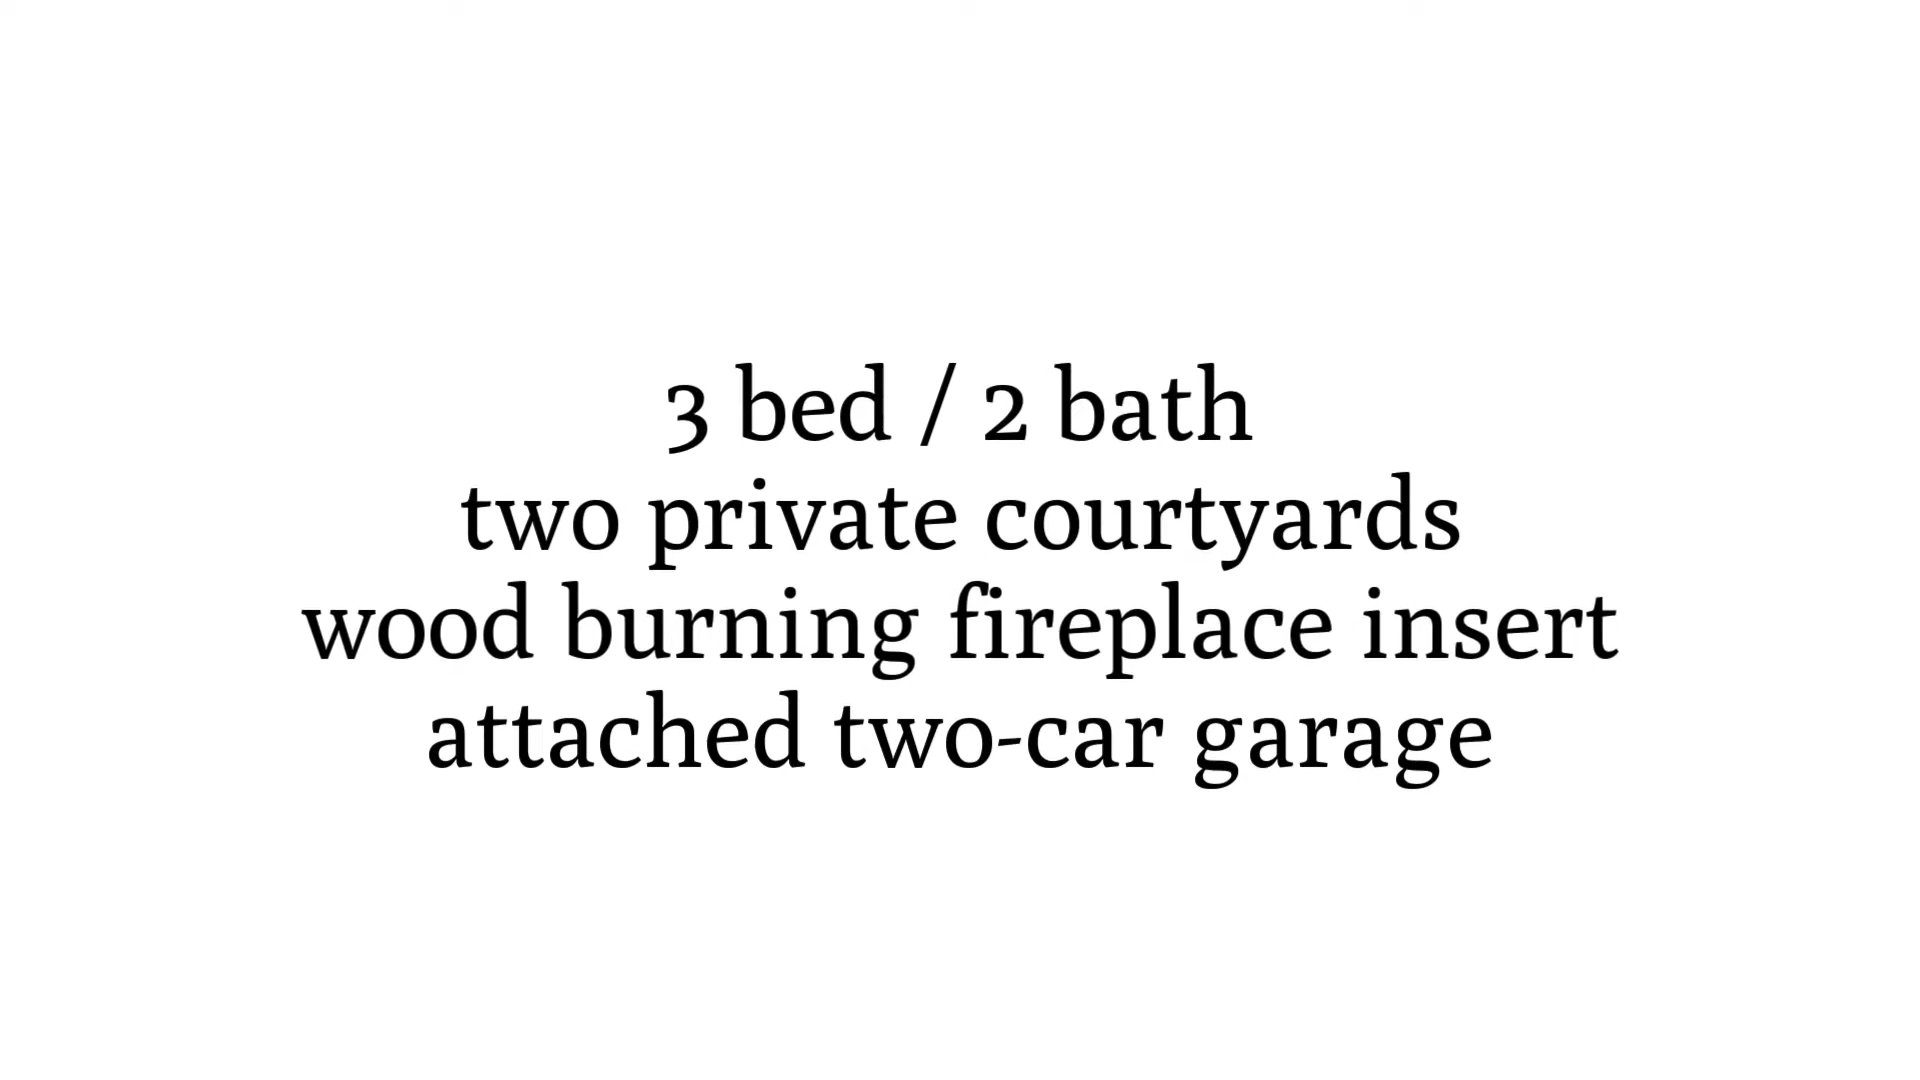 3 bed / 2 bath
two private courtyards
wood burning fireplace insert
attached two-car garage